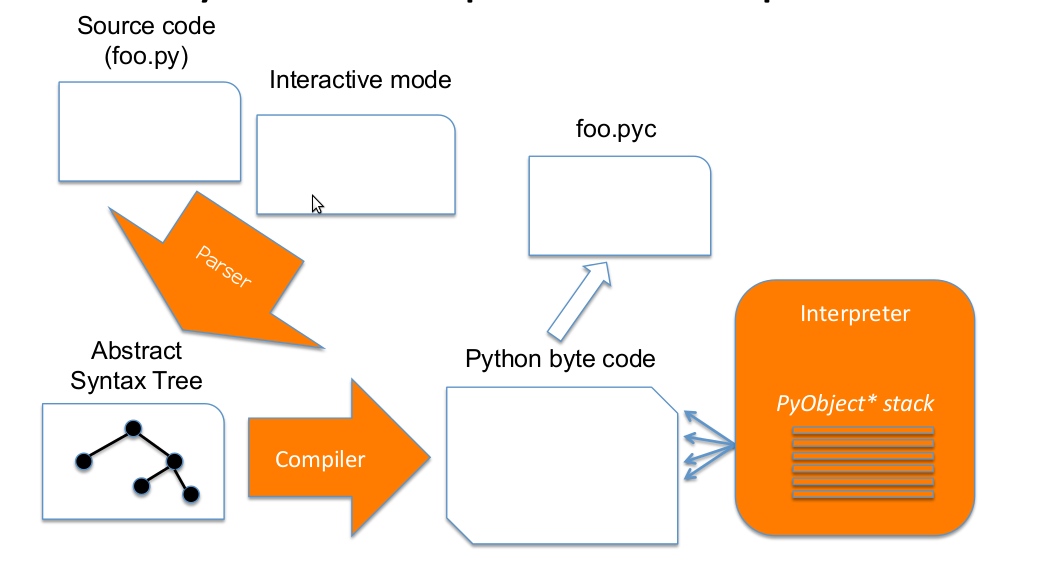 Source code
(foo.py)
Interactive mode
foo.pyc
Parser
Interpreter
Abstract
Syntax Tree
Python byte code
PyObject* stack
Compiler